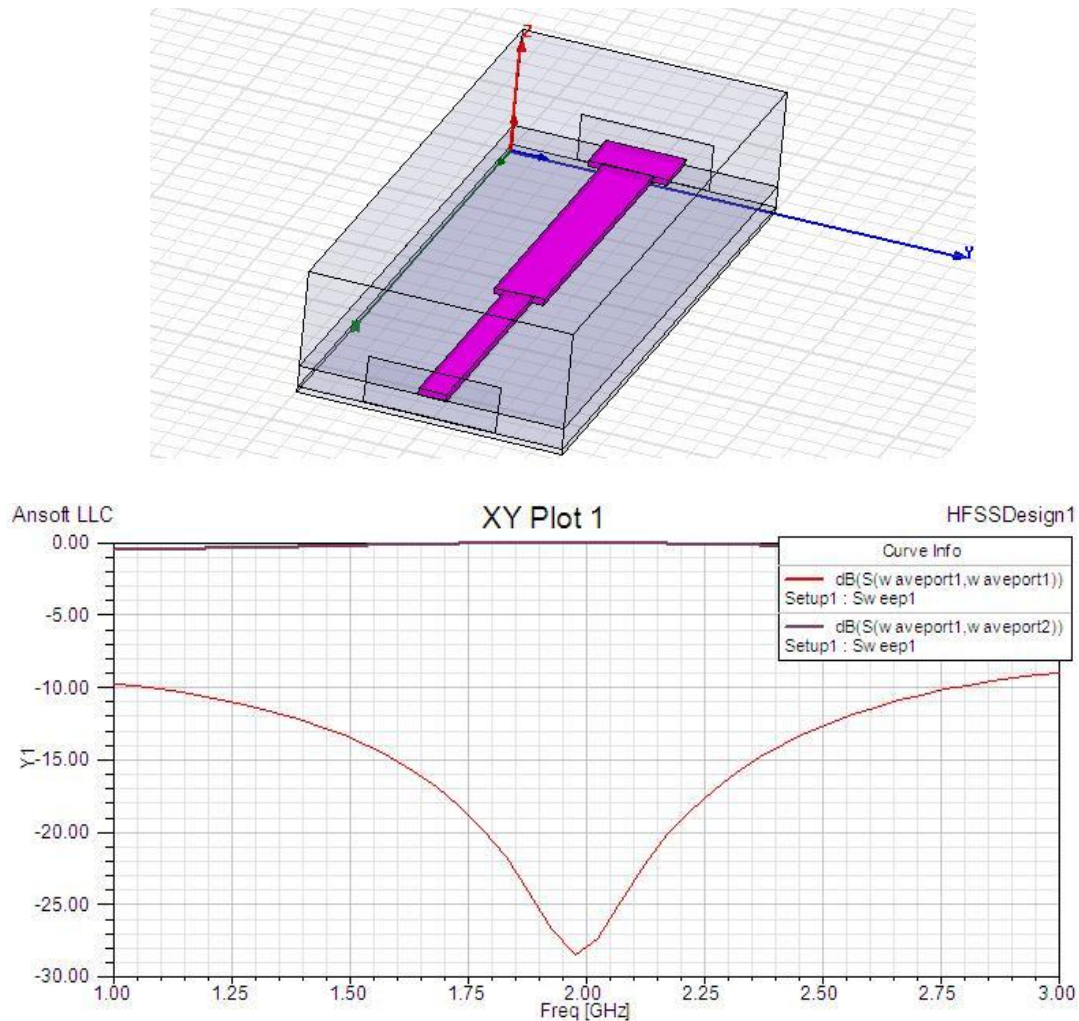 Z
Y
Ansoft LLC
XY Plot 1
HFSSDesign1
Curve Info
dB(S(waveport1,waveport1))
Setup1 : Sweep1
dB(S(waveport1,waveport2))
Setup1 : Sweep1
0.00
-5.00
-10.00
-15.00
-20.00
-25.00
-30.00
Y1
1.00 1.25 1.50 1.75 2.00 2.25 2.50 2.75 3.00
Freq [GHz]